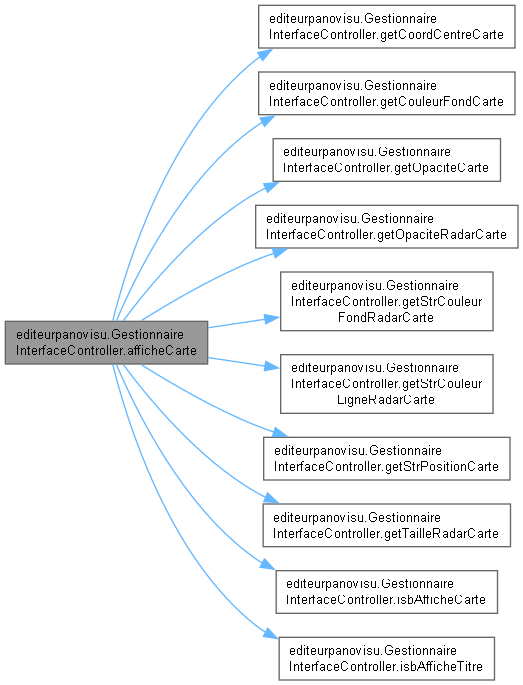 editeurpanovisu.Gestionnaire
InterfaceController.getCoordCentreCarte
editeurpanovisu.Gestionnaire
InterfaceController.getCouleurFondCarte
editeurpanovisu.Gestionnaire
InterfaceController.getOpaciteCarte
editeurpanovisu.Gestionnaire
InterfaceController.getOpaciteRadarCarte
editeurpanovisu.Gestionnaire
InterfaceController.getStrCouleur
FondRadarCarte
editeurpanovisu.Gestionnaire
InterfaceController.afficheCarte
editeurpanovisu.Gestionnaire
InterfaceController.getStrCouleur
LigneRadarCarte
editeurpanovisu.Gestionnaire
InterfaceController.getStrPositionCarte
editeurpanovisu.Gestionnaire
InterfaceController.getTailleRadarCarte
editeurpanovisu.Gestionnaire
InterfaceController.isbAfficheCarte
editeurpanovisu.Gestionnaire
InterfaceController.isbAfficheTitre